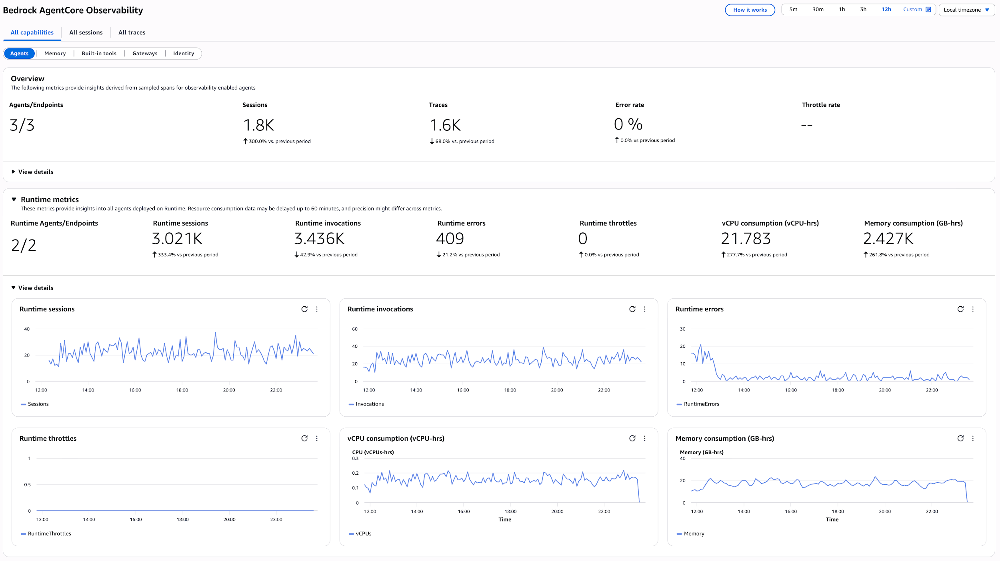 Bedrock AgentCore Observability
How it works
5m 30m 1h 3h 12h Custom
Local timezone
All capabilities All sessions All traces
Agents Memory Built-in tools Gateways Identity
Overview
The following metrics provide insights derived from sampled spans for observability enabled agents
Agents/Endpoints Sessions Traces Error rate Throttle rate
3/3 1.8K 1.6K 0 % --
300.0% vs. previous period 68.0% vs. previous period 0.0% vs previous period
View details
Runtime metrics
These metrics provide insights into all agents deployed on Runtime. Resource consumption data may be delayed up to 60 minutes, and precision might differ across metrics.
Runtime Agents/Endpoints Runtime sessions Runtime invocations Runtime errors Runtime throttles vCPU consumption (vCPU-hrs) Memory consumption (GB-hrs)
2/2 3.021K 3.436K 409 0 21.783 2.427K
333.4% vs previous period 42.9% vs previous period 21.2% vs previous period 0.0% vs previous period 277.7% vs previous period 261.8% vs previous period
View details
Runtime sessions
40
20
0
12:00 14:00 16:00 18:00 20:00 22:00
Sessions
Runtime invocations
60
40
20
0
12:00 14:00 16:00 18:00 20:00 22:00
Invocations
Runtime errors
30
20
10
0
12:00 14:00 16:00 18:00 20:00 22:00
RuntimeErrors
Runtime throttles
1
0.5
0
12:00 14:00 16:00 18:00 20:00 22:00
RuntimeThrottles
vCPU consumption (vCPU-hrs)
CPU (vCPUs-hrs)
0.3
0.2
0.1
0
12:00 14:00 16:00 18:00 20:00 22:00
Time
vCPUs
Memory consumption (GB-hrs)
Memory (GB-hrs)
40
20
0
12:00 14:00 16:00 18:00 20:00 22:00
Time
Memory